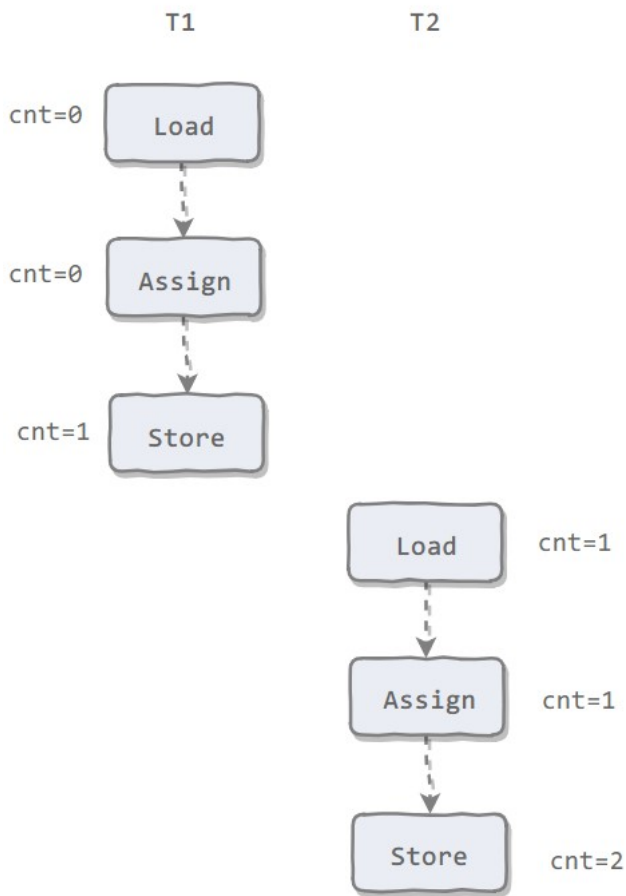 T1 T2
cnt=0 Load
cnt=0 Assign
cnt=1 Store
Load cnt=1
Assign cnt=1
Store cnt=2